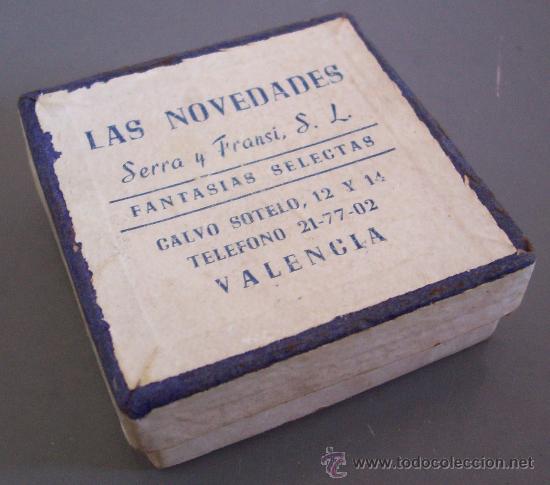 LAS NOVEDADES
Serra y Fransi, S. L.
FANTASIAS SELECTAS
CALVO SOTELO, 12 Y 14
TELEFONO 21-77-02
VALENCIA
© www.todocoleccion.net